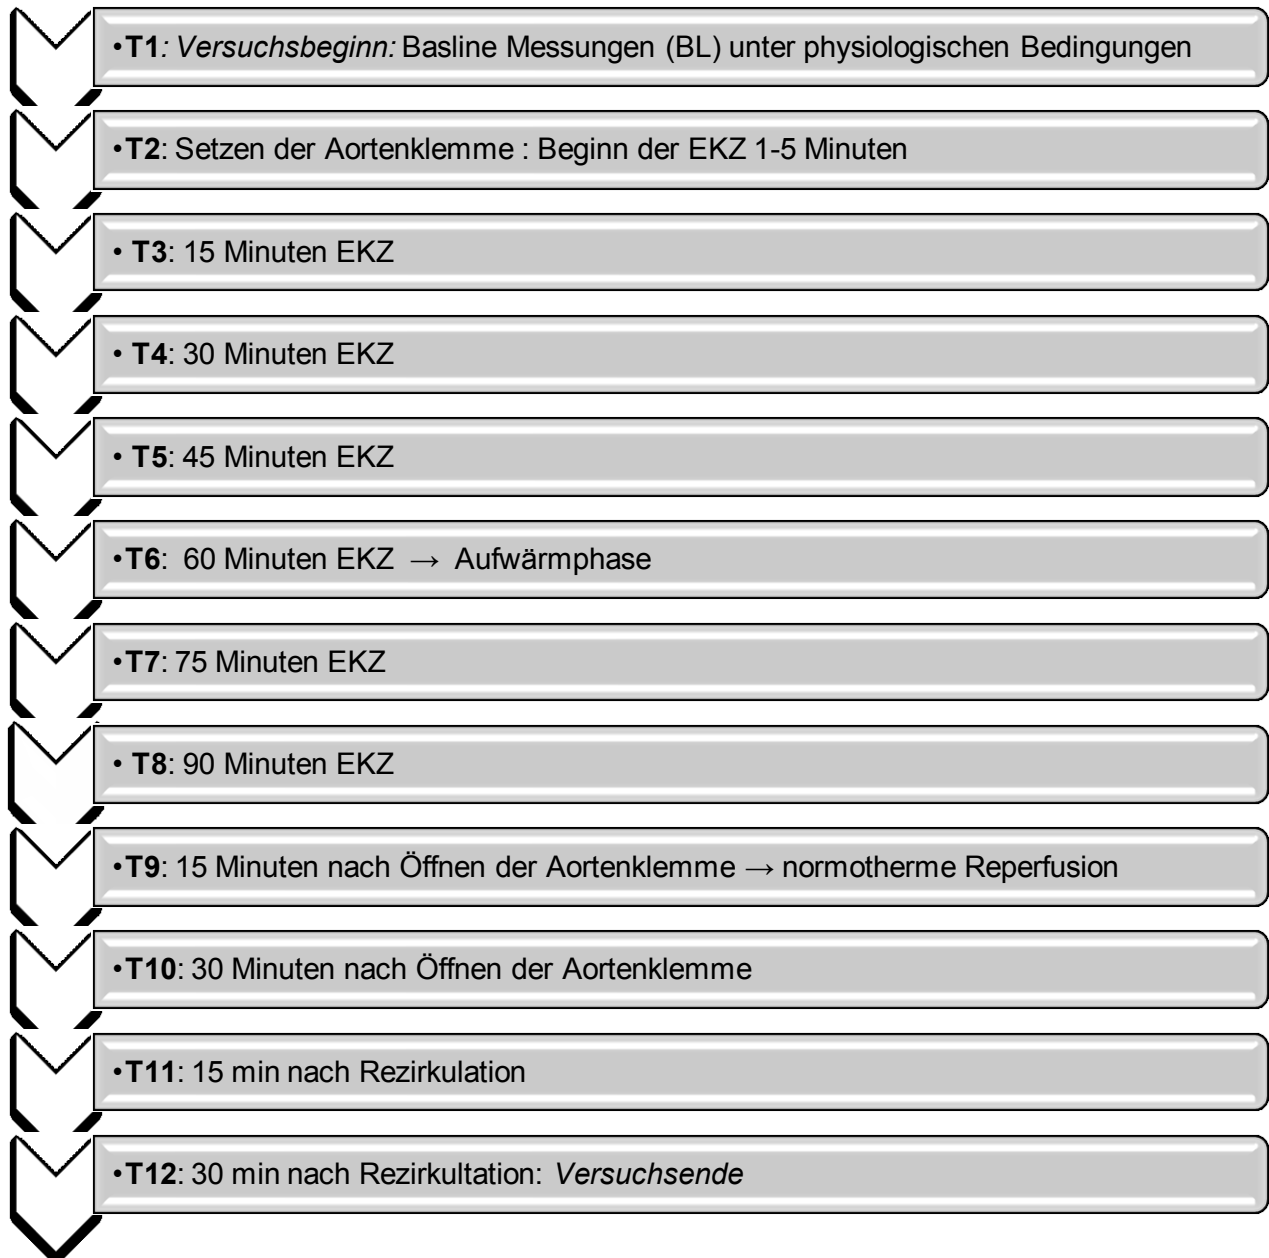 •T1: Versuchsbeginn: Basline Messungen (BL) unter physiologischen Bedingungen
•T2: Setzen der Aortenklemme : Beginn der EKZ 1-5 Minuten
• T3: 15 Minuten EKZ
• T4: 30 Minuten EKZ
• T5: 45 Minuten EKZ
•T6: 60 Minuten EKZ → Aufwärmphase
•T7: 75 Minuten EKZ
• T8: 90 Minuten EKZ
•T9: 15 Minuten nach Öffnen der Aortenklemme → normotherme Reperfusion
•T10: 30 Minuten nach Öffnen der Aortenklemme
•T11: 15 min nach Rezirkulation
•T12: 30 min nach Rezirkultation: Versuchsende